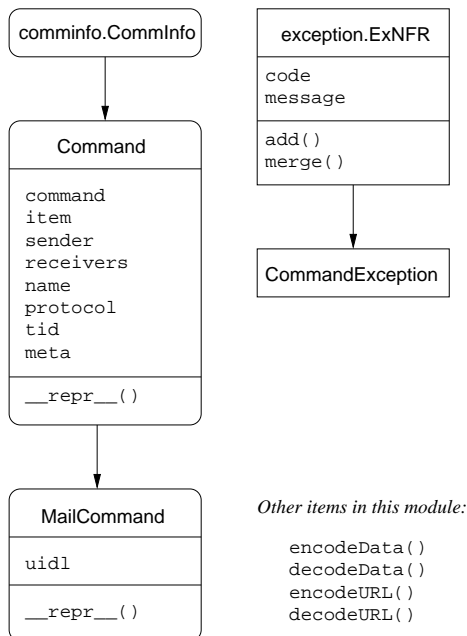 comminfo.CommInfo
Command
command
item
sender
receivers
name
protocol
tid
meta
__repr__()
MailCommand
uidl
__repr__()
exception.ExNFR
code
message
add()
merge()
CommandException
Other items in this module:
encodeData()
decodeData()
encodeURL()
decodeURL()